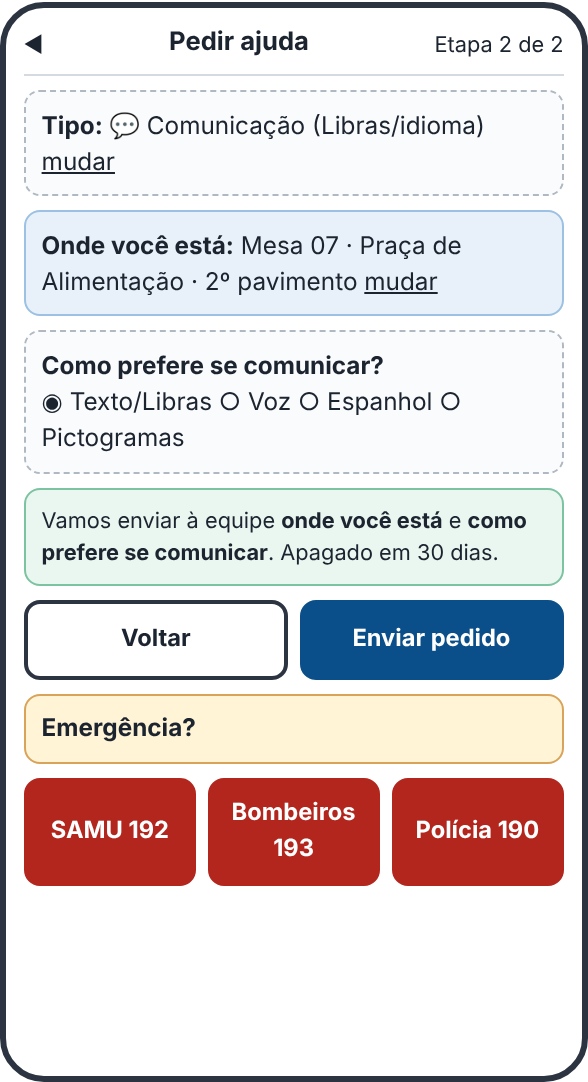 ◀ Pedir ajuda Etapa 2 de 2
Tipo: 💬 Comunicação (Libras/idioma)
mudar
Onde você está: Mesa 07 · Praça de
Alimentação · 2º pavimento mudar
Como prefere se comunicar?
◉ Texto/Libras ○ Voz ○ Espanhol ○
Pictogramas
Vamos enviar à equipe onde você está e como
prefere se comunicar. Apagado em 30 dias.
Voltar
Enviar pedido
Emergência?
SAMU 192
Bombeiros
193
Polícia 190